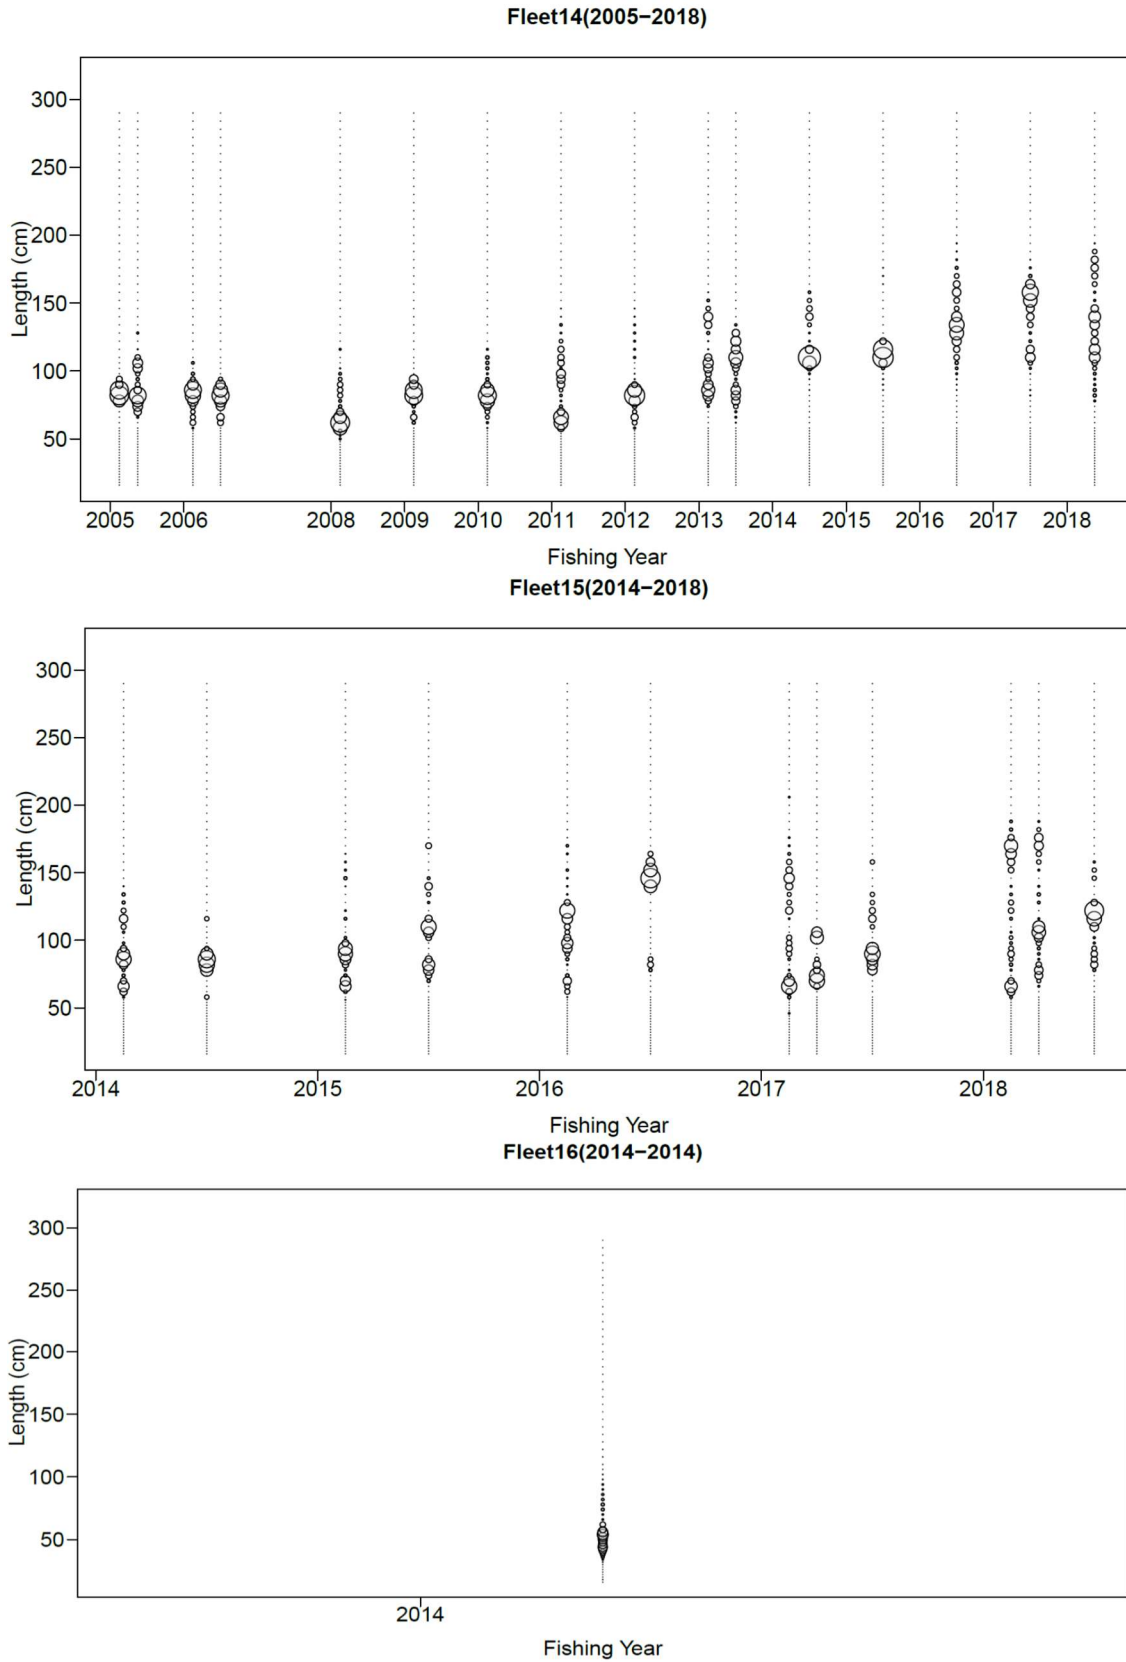 Fleet14(2005−2018)
300
250
200
150
100
50
Length (cm)
2005 2006 2008 2009 2010 2011 2012 2013 2014 2015 2016 2017 2018
Fishing Year
Fleet15(2014−2018)
300
250
200
150
100
50
Length (cm)
2014 2015 2016 2017 2018
Fishing Year
Fleet16(2014−2014)
300
250
200
150
100
50
Length (cm)
2014
Fishing Year